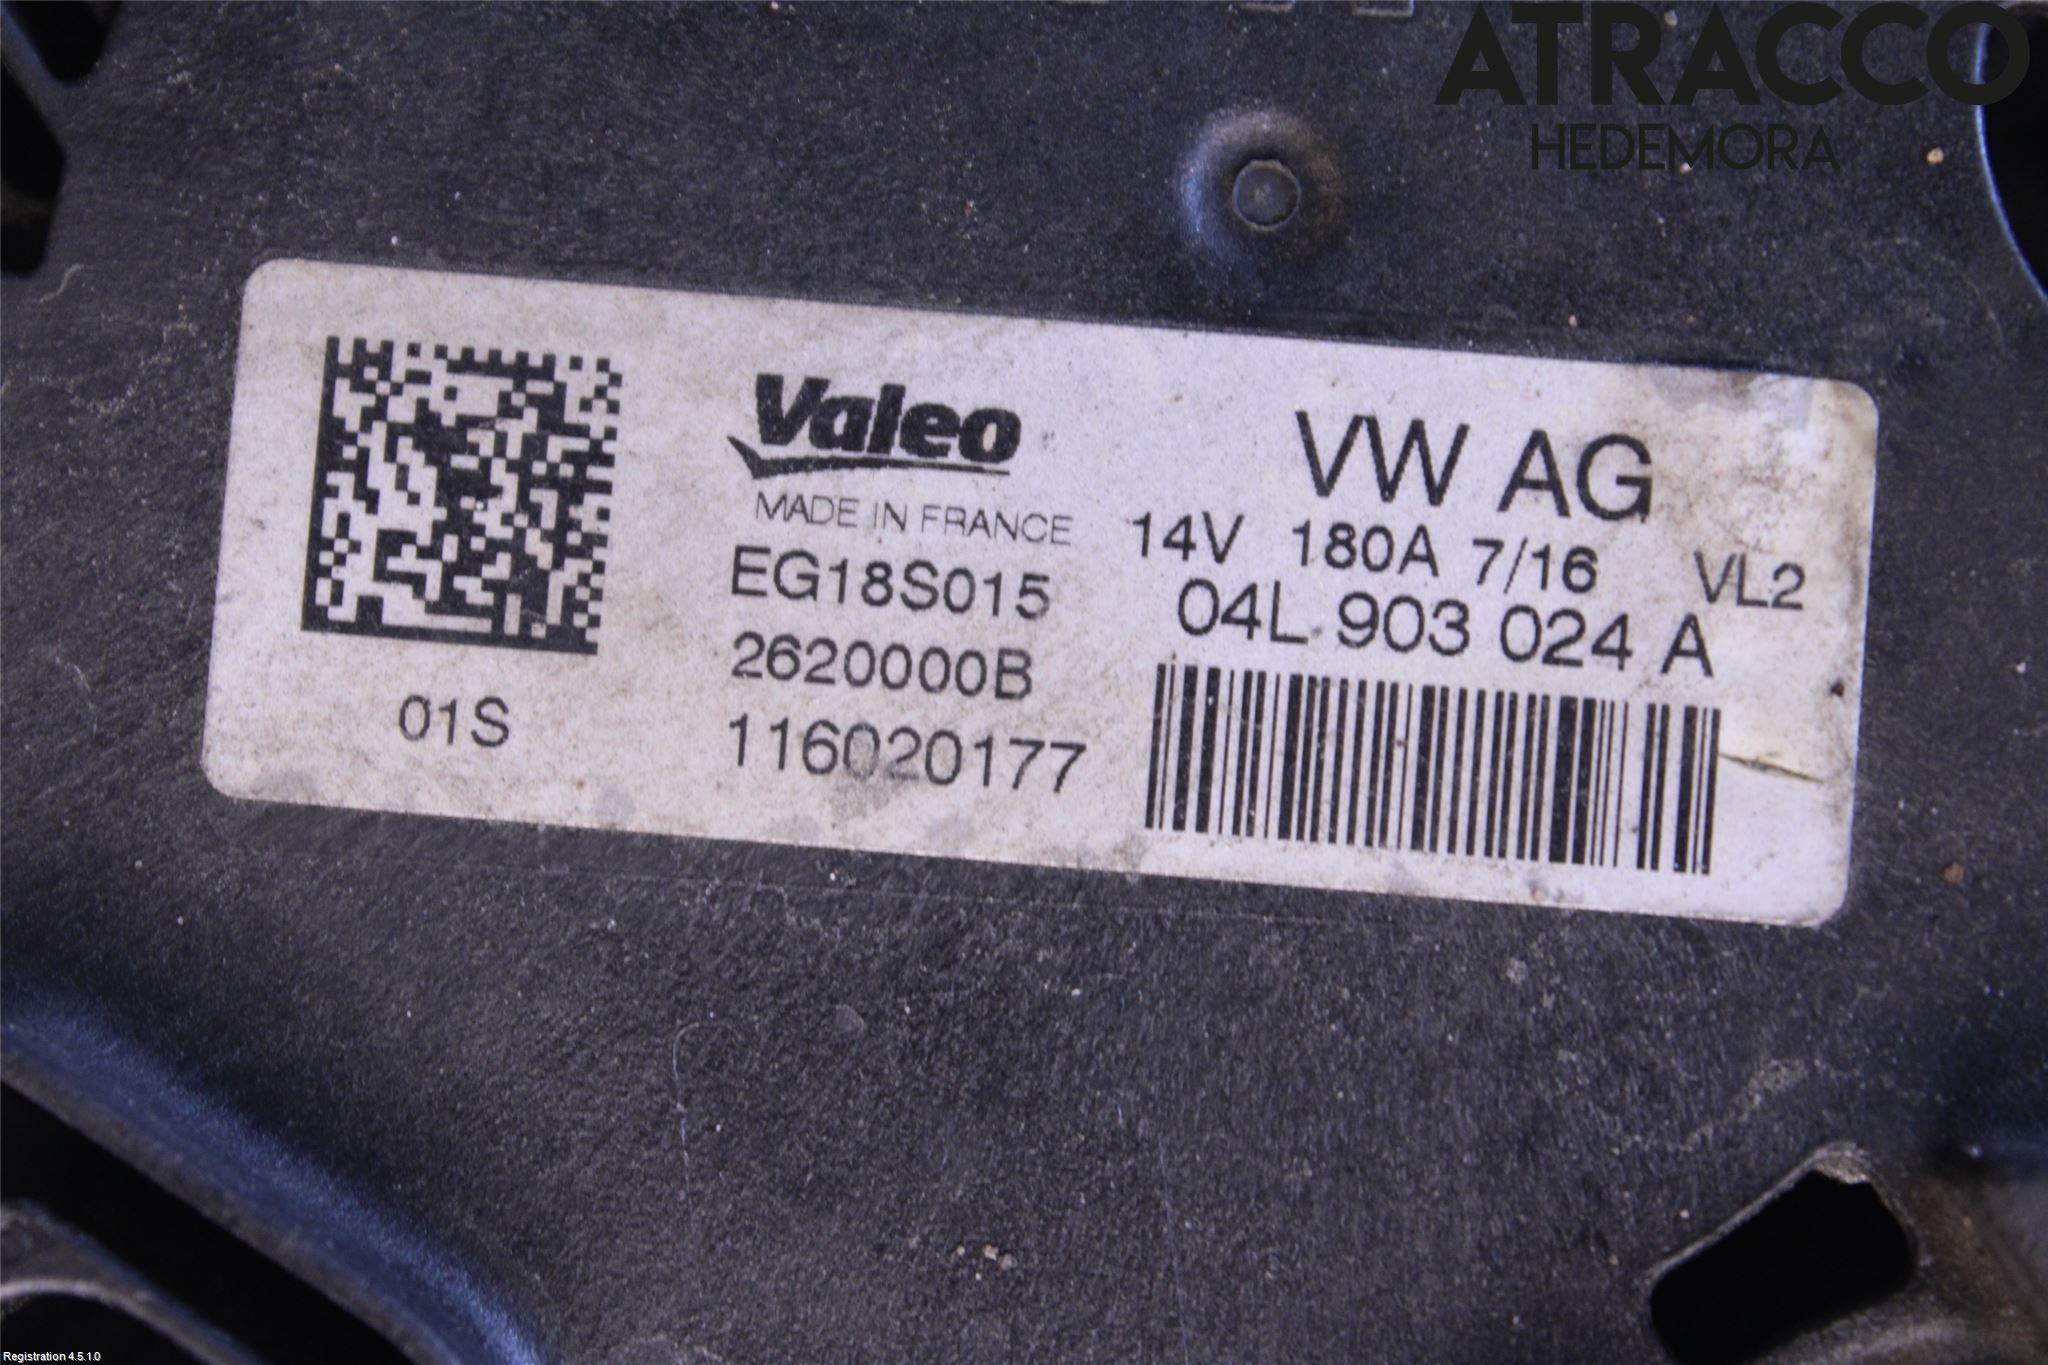 ATRACCO
HEDEMORA
Valeo
MADE IN FRANCE
EG18S015
2620000B
116020177
01S
VW AG
14V 180A 7/16 VL2
04L 903 024 A
Registration 4.5.1.0